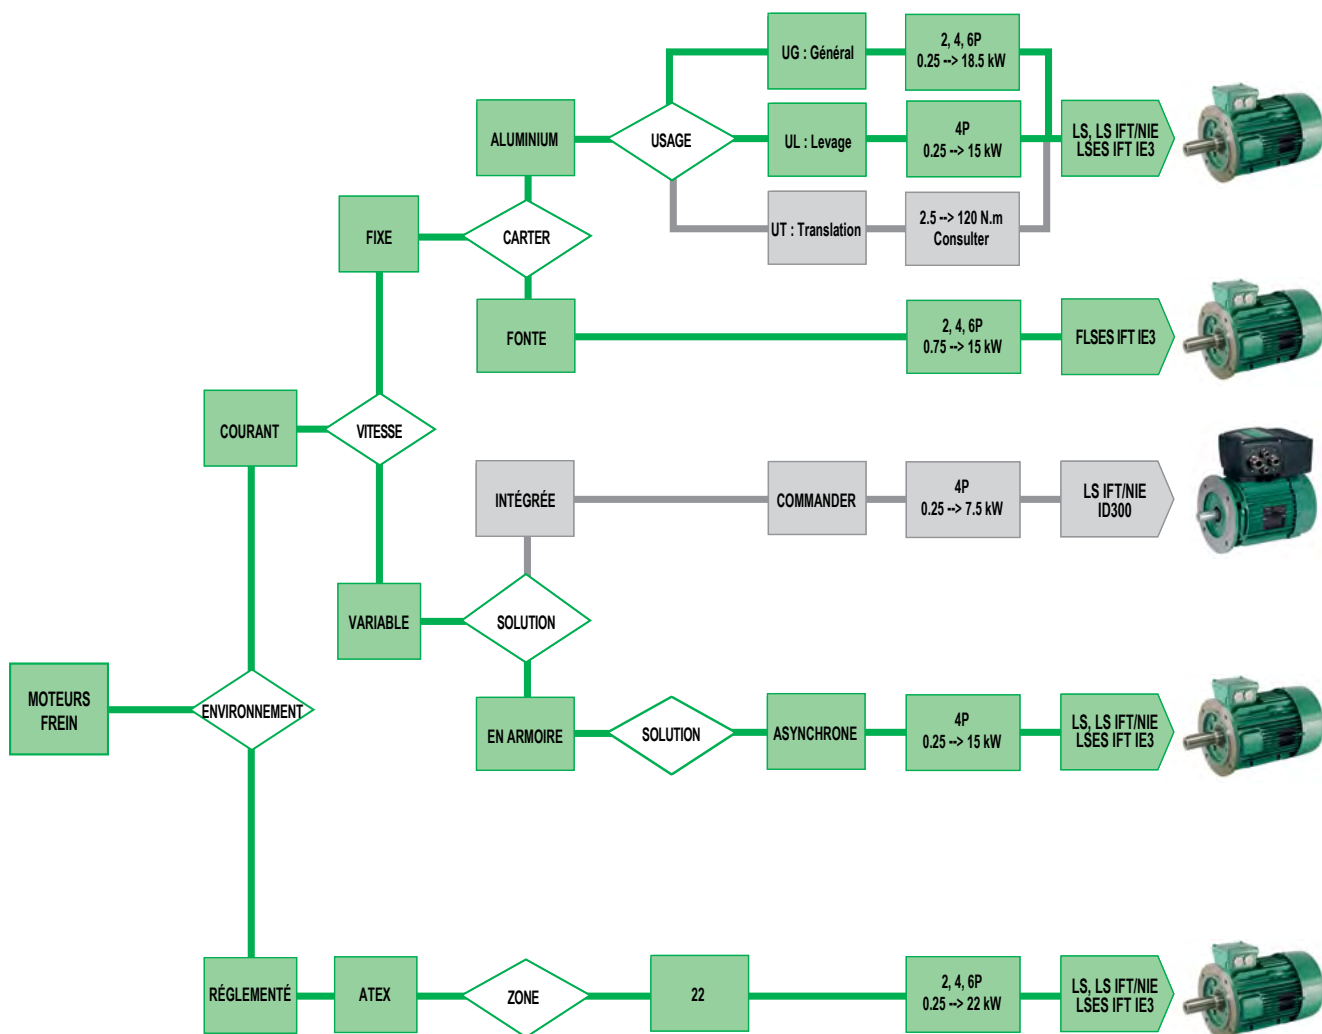 UG : Général
2, 4, 6P
0.25 --> 18.5 kW
ALUMINIUM
USAGE
UL : Levage
4P
0.25 --> 15 kW
LS, LS IFT/NIE
LSES IFT IE3
FIXE
CARTER
UT : Translation
2.5 --> 120 N.m
Consulter
FONTE
2, 4, 6P
0.75 --> 15 kW
FLSES IFT IE3
COURANT
VITESSE
INTÉGRÉE
COMMANDER
4P
0.25 --> 7.5 kW
LS IFT/NIE
ID300
VARIABLE
SOLUTION
MOTEURS
FREIN
ENVIRONNEMENT
EN ARMOIRE
SOLUTION
ASYNCHRONE
4P
0.25 --> 15 kW
LS, LS IFT/NIE
LSES IFT IE3
RÉGLEMENTÉ
ATEX
ZONE
22
2, 4, 6P
0.25 --> 22 kW
LS, LS IFT/NIE
LSES IFT IE3